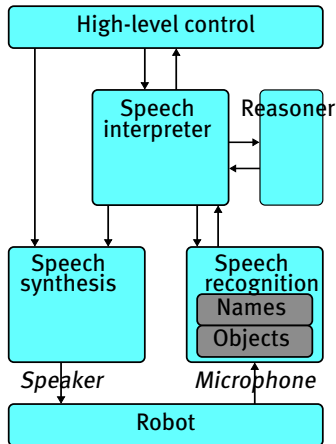 High-level control
Speech
interpreter
Reasoner
Speech
synthesis
Speech
recognition
Names
Objects
Speaker
Microphone
Robot